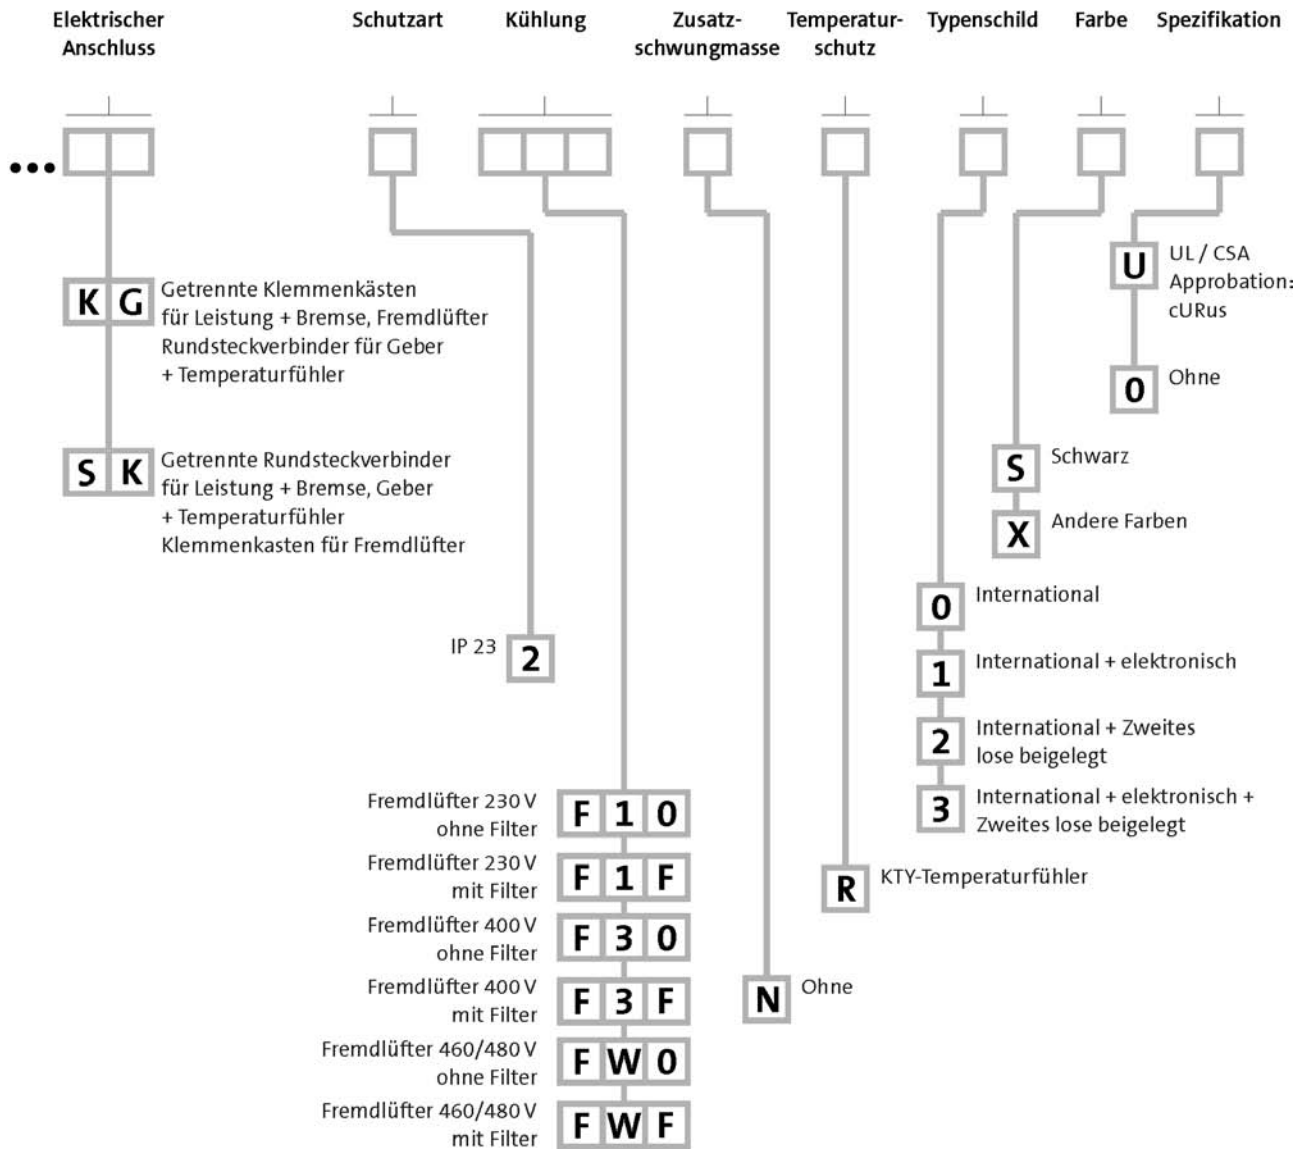 Elektrischer
Anschluss
Schutzart
Kühlung
Zusatz-
schwungmasse
Temperatur-
schutz
Typenschild
Farbe
Spezifikation
...
K G
Getrennte Klemmenkästen
für Leistung + Bremse, Fremdlüfter
Rundsteckverbinder für Geber
+ Temperaturfühler
S K
Getrennte Rundsteckverbinder
für Leistung + Bremse, Geber
+ Temperaturfühler
Klemmenkasten für Fremdlüfter
IP 23
2
Fremdlüfter 230 V
ohne Filter
F 1 0
Fremdlüfter 230 V
mit Filter
F 1 F
Fremdlüfter 400 V
ohne Filter
F 3 0
Fremdlüfter 400 V
mit Filter
F 3 F
Fremdlüfter 460/480 V
ohne Filter
F W 0
Fremdlüfter 460/480 V
mit Filter
F W F
N
Ohne
R
KTY-Temperaturfühler
0
International
1
International + elektronisch
2
International + Zweites
lose beigelegt
3
International + elektronisch +
Zweites lose beigelegt
S
Schwarz
X
Andere Farben
U
UL / CSA
Approbation:
cURus
0
Ohne